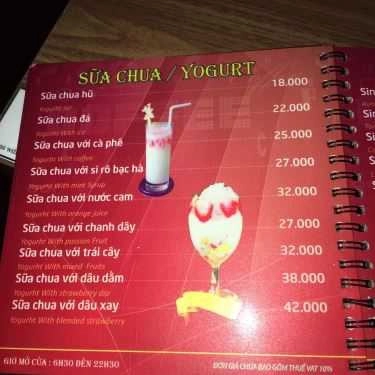 SỮA CHUA / YOGURT
Sữa chua hũ 18.000
Sữa chua đá 22.000
Yogurt With ice
Sữa chua với cà phê 25.000
Yogurt With coffee
Sữa chua với si rô bạc hà 27.000
Yogurt With mint Syrup
Sữa chua với nước cam 32.000
Yogurt With orange juice
Sữa chua với chanh dây 27.000
Yogurt With passion Fruit
Sữa chua với trái cây 32.000
Yogurt With mixed Fruits
Sữa chua với dâu dằm 38.000
Yogurt With strawberry
Sữa chua với dâu xay 42.000
Yogurt With blended strawberry
GIỜ MỞ CỬA : 6H30 ĐẾN 22H30
ĐƠN GIÁ CHƯA BAO GỒM THUẾ VAT 10%